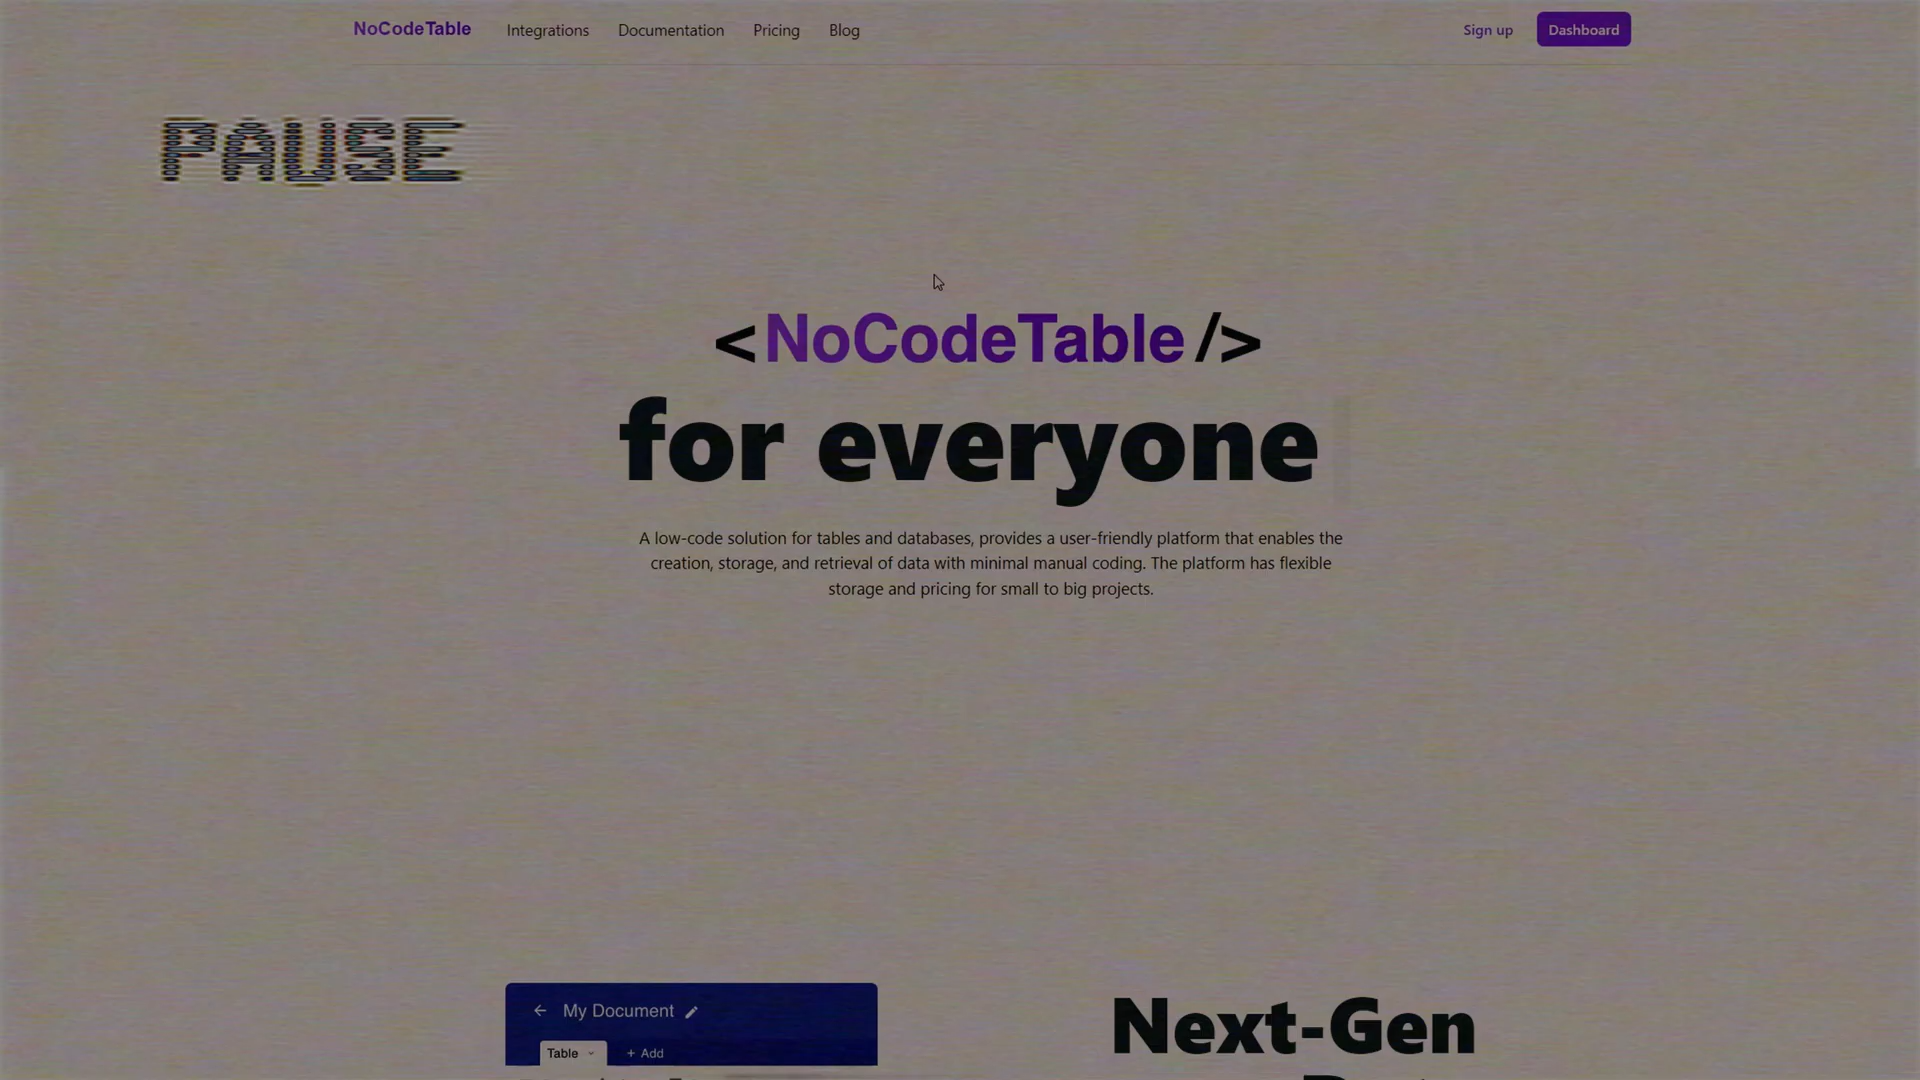 NoCodeTable Integrations Documentation Pricing Blog Sign up Dashboard
PAUSE
<NoCodeTable/>
for everyone
A low-code solution for tables and databases, provides a user-friendly platform that enables the
creation, storage, and retrieval of data with minimal manual coding. The platform has flexible
storage and pricing for small to big projects.
My Document
Table + Add
Next-Gen